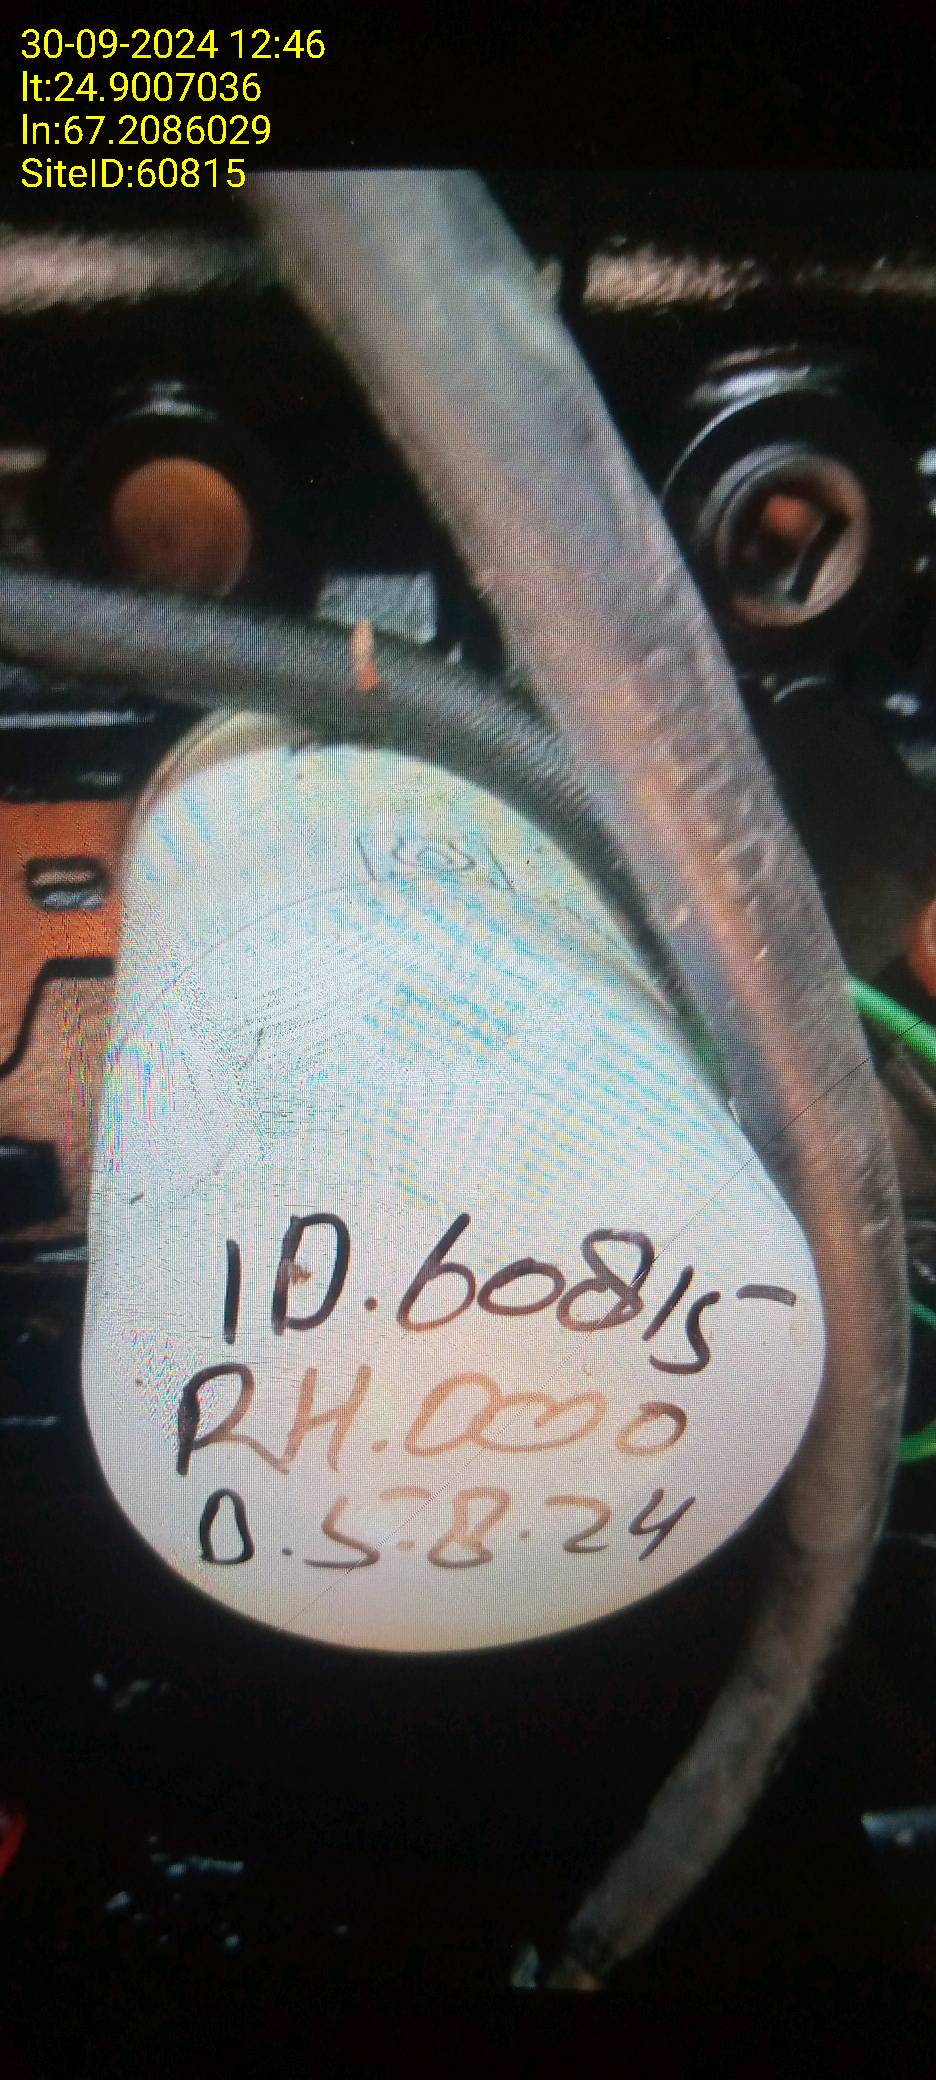 30-09-2024 12:46
lt:24.9007036
ln:67.2086029
SiteID:60815
ID.60815
RH.0000
D.5.8.24